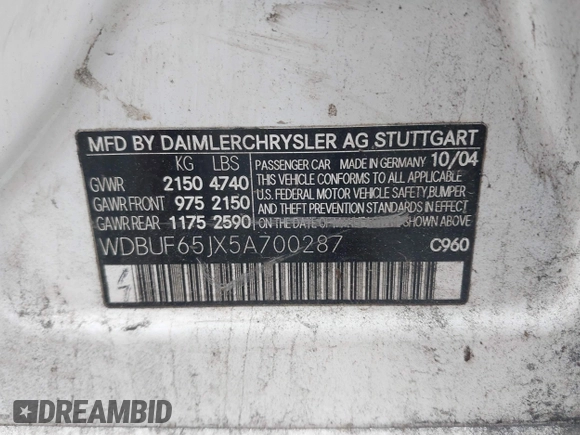 MFD BY DAIMLERCHRYSLER AG STUTTGART
KG LBS
GVWR 2150 4740
GAWR FRONT 975 2150
GAWR REAR 1175 2590
PASSENGER CAR MADE IN GERMANY 10/04
THIS VEHICLE CONFORMS TO ALL APPLICABLE
U.S. FEDERAL MOTOR VEHICLE SAFETY, BUMPER
AND THEFT PREVENTION STANDARDS IN EFFECT
ON THE DATE OF MANUFACTURE SHOWN ABOVE
WDBUF65JX5A700287 C960
DREAMBID